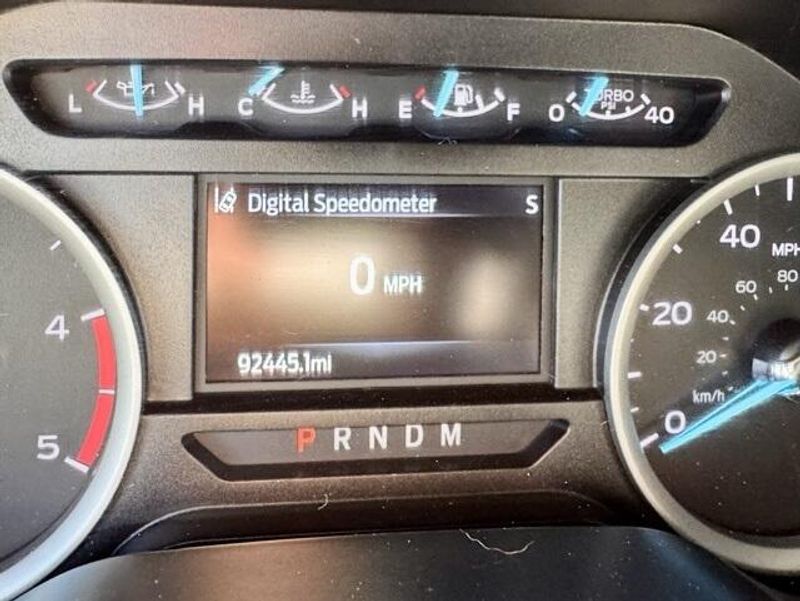 L H C H E F 0 TURBO PSI 40
Digital Speedometer S
0 MPH
92445.1mi
P R N D M
4
5
40
MPH
80
60
20
40
20
km/h
0